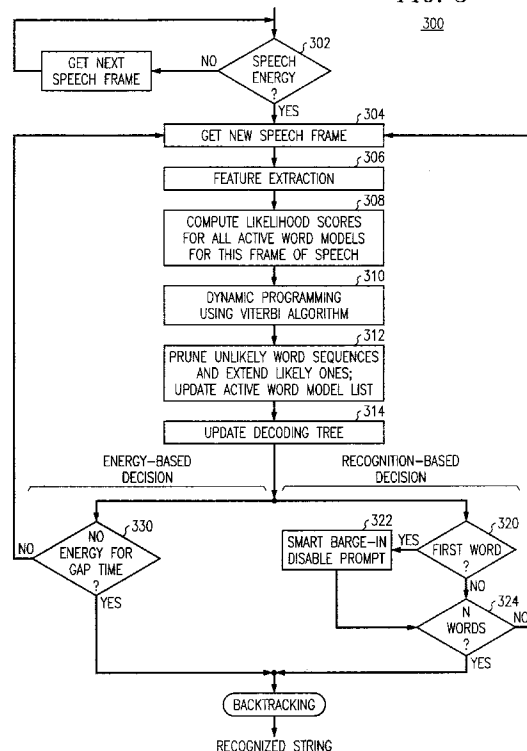 FIG. 3
300
302
GET NEXT
SPEECH FRAME
NO
SPEECH
ENERGY
?
YES
304
GET NEW SPEECH FRAME
306
FEATURE EXTRACTION
308
COMPUTE LIKELIHOOD SCORES
FOR ALL ACTIVE WORD MODELS
FOR THIS FRAME OF SPEECH
310
DYNAMIC PROGRAMMING
USING VITERBI ALGORITHM
312
PRUNE UNLIKELY WORD SEQUENCES
AND EXTEND LIKELY ONES;
UPDATE ACTIVE WORD MODEL LIST
314
UPDATE DECODING TREE
ENERGY-BASED
DECISION
RECOGNITION-BASED
DECISION
330
NO
NO
ENERGY FOR
GAP TIME
?
YES
322
SMART BARGE-IN
DISABLE PROMPT
YES
320
FIRST WORD
?
NO
324
N
WORDS
?
NO
YES
BACKTRACKING
RECOGNIZED STRING